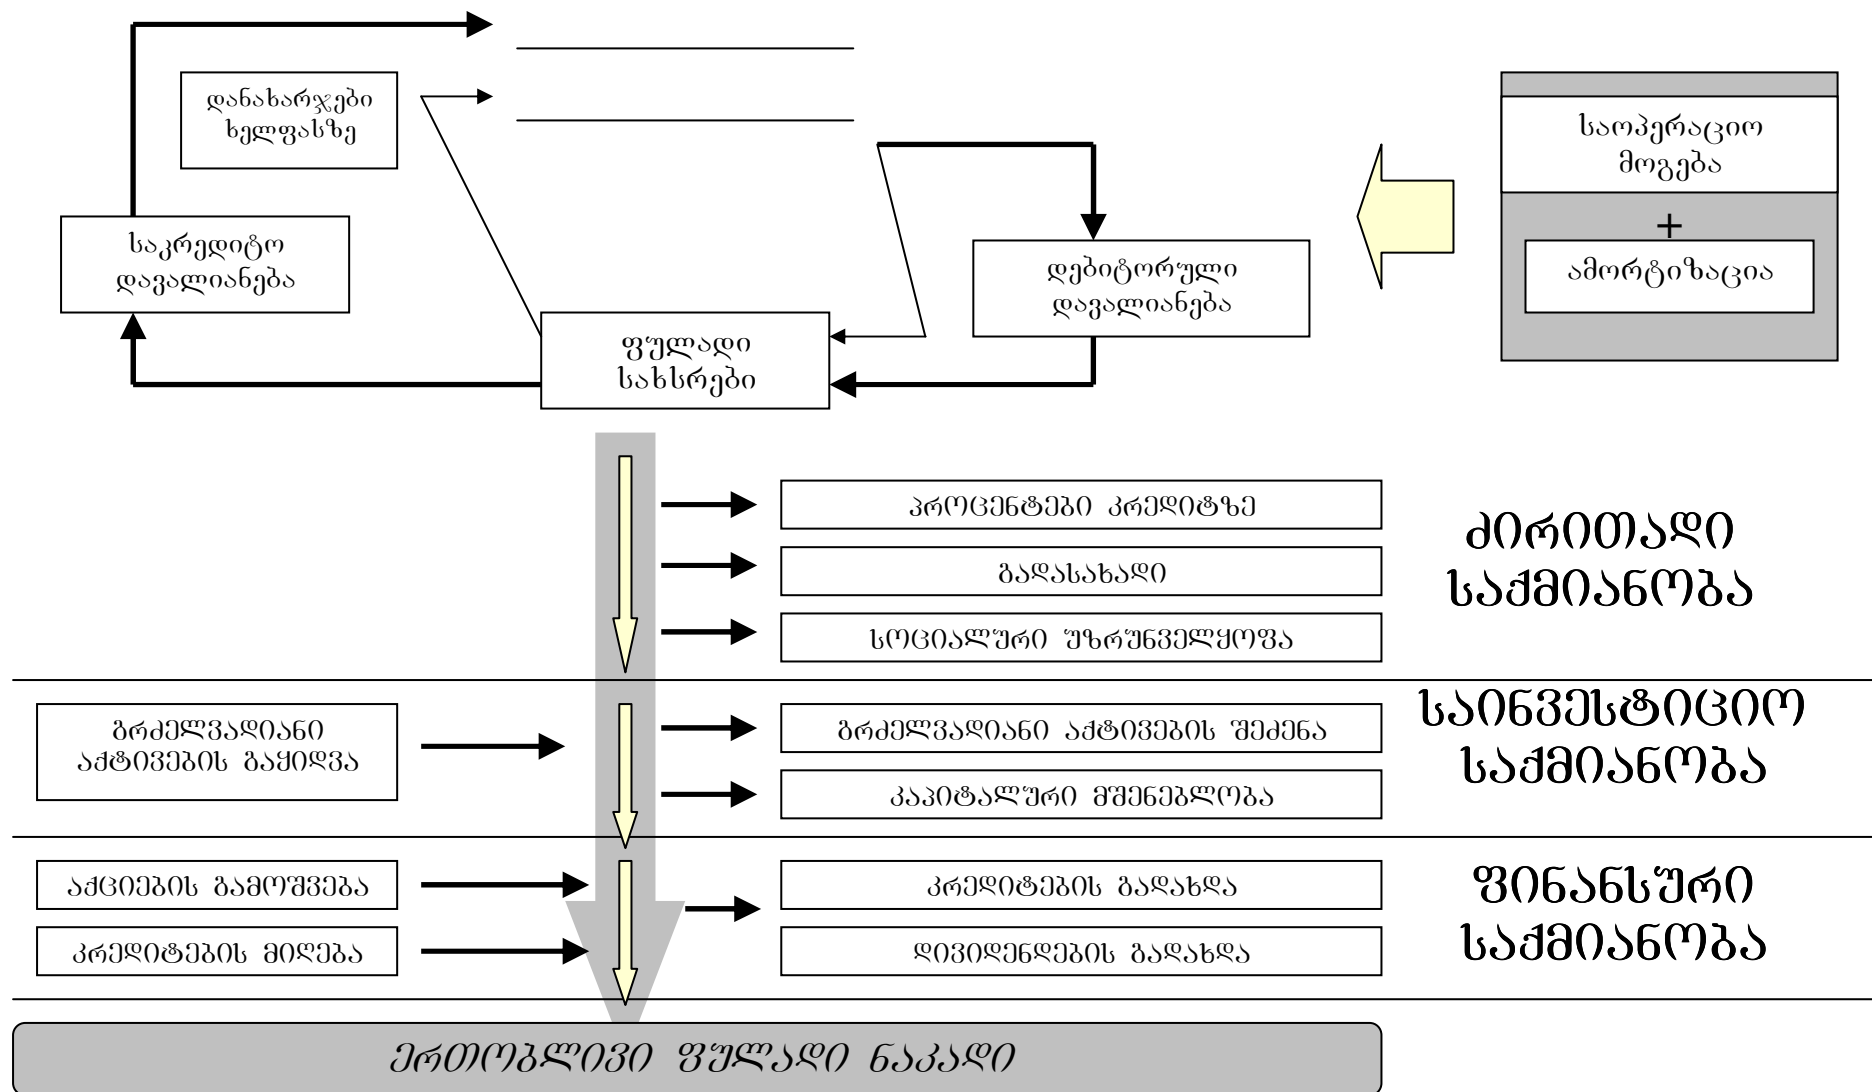 დანახარჯები
ხელფასზე
საოპერაციო
მოგება
+
ამორტიზაცია
საკრედიტო
დავალიანება
დებიტორული
დავალიანება
ფულადი
სახსრები
პროცენტები კრედიტზე
გადასახადი
სოციალური უზრუნველყოფა
ძირითადი
საქმიანობა
გრძელვადიანი
აქტივების გაყიდვა
გრძელვადიანი აქტივების შეძენა
კაპიტალური მშენებლობა
საინვესტიციო
საქმიანობა
აქციების გამოშვება
კრედიტების მიღება
კრედიტების გადახდა
დივიდენდების გადახდა
ფინანსური
საქმიანობა
ერთობლივი ფულადი ნაკადი